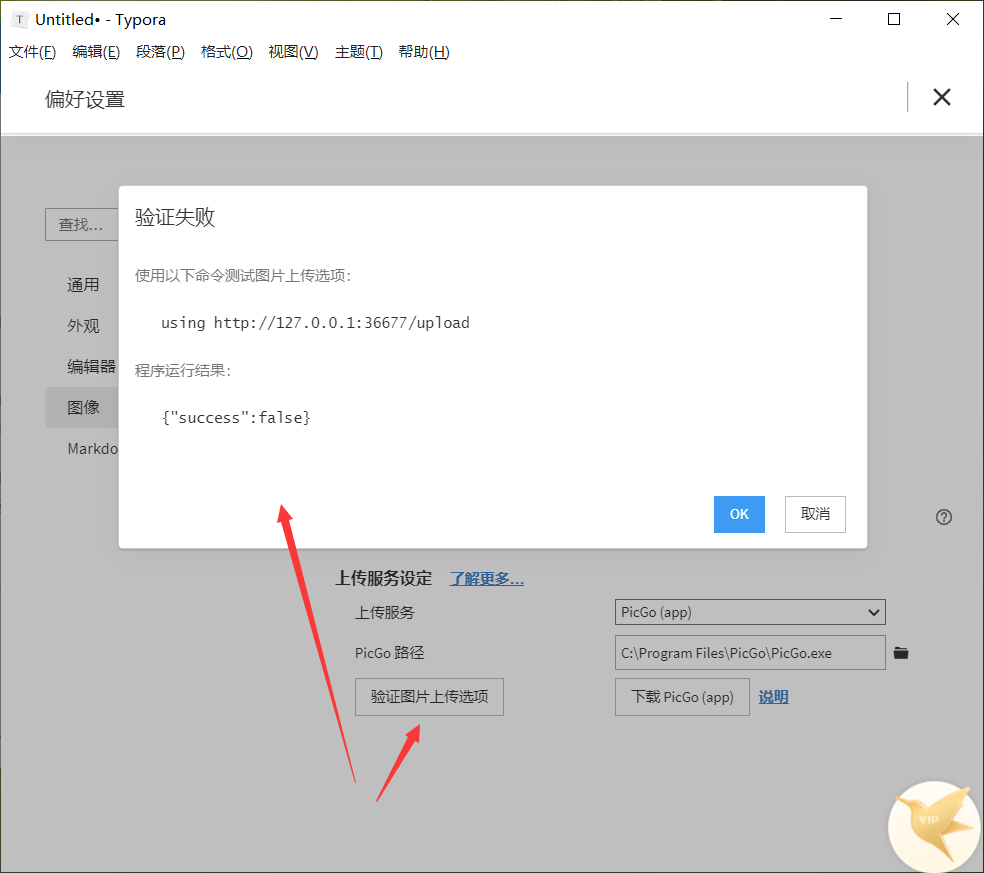 T Untitled• - Typora
文件(F) 编辑(E) 段落(P) 格式(O) 视图(V) 主题(T) 帮助(H)
偏好设置
查找...
通用
外观
编辑器
图像
Markdo
验证失败
使用以下命令测试图片上传选项:
using http://127.0.0.1:36677/upload
程序运行结果:
{"success":false}
OK 取消
上传服务设定 了解更多...
上传服务 PicGo (app)
PicGo 路径 C:\Program Files\PicGo\PicGo.exe
验证图片上传选项 下载 PicGo (app) 说明
VIP